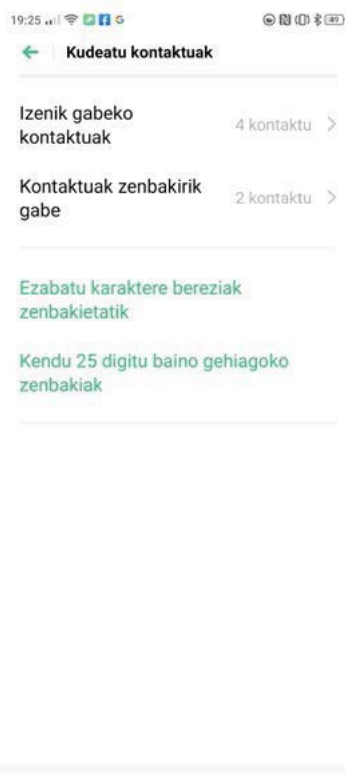 19:25
Kudeatu kontaktuak
Izenik gabeko
kontaktuak
4 kontaktu
Kontaktuak zenbakirik
gabe
2 kontaktu
Ezabatu karaktere bereziak
zenbakietatik
Kendu 25 digitu baino gehiagoko
zenbakiak